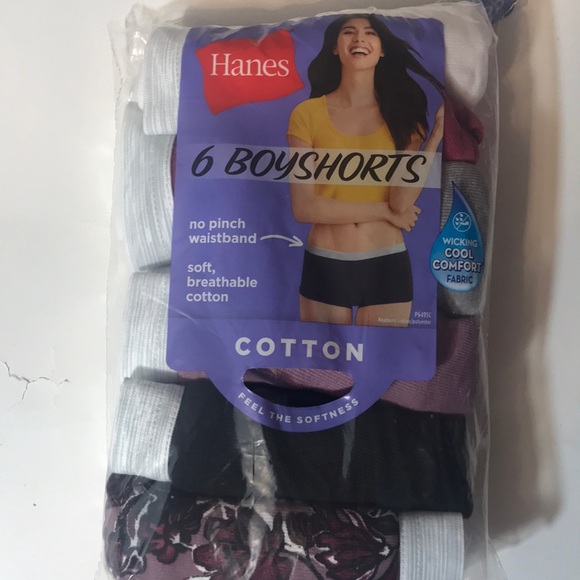 Hanes
6 BOYSHORTS
no pinch
waistband
soft,
breathable
cotton
WICKING
COOL
COMFORT
FABRIC
COTTON
FEEL THE SOFTNESS